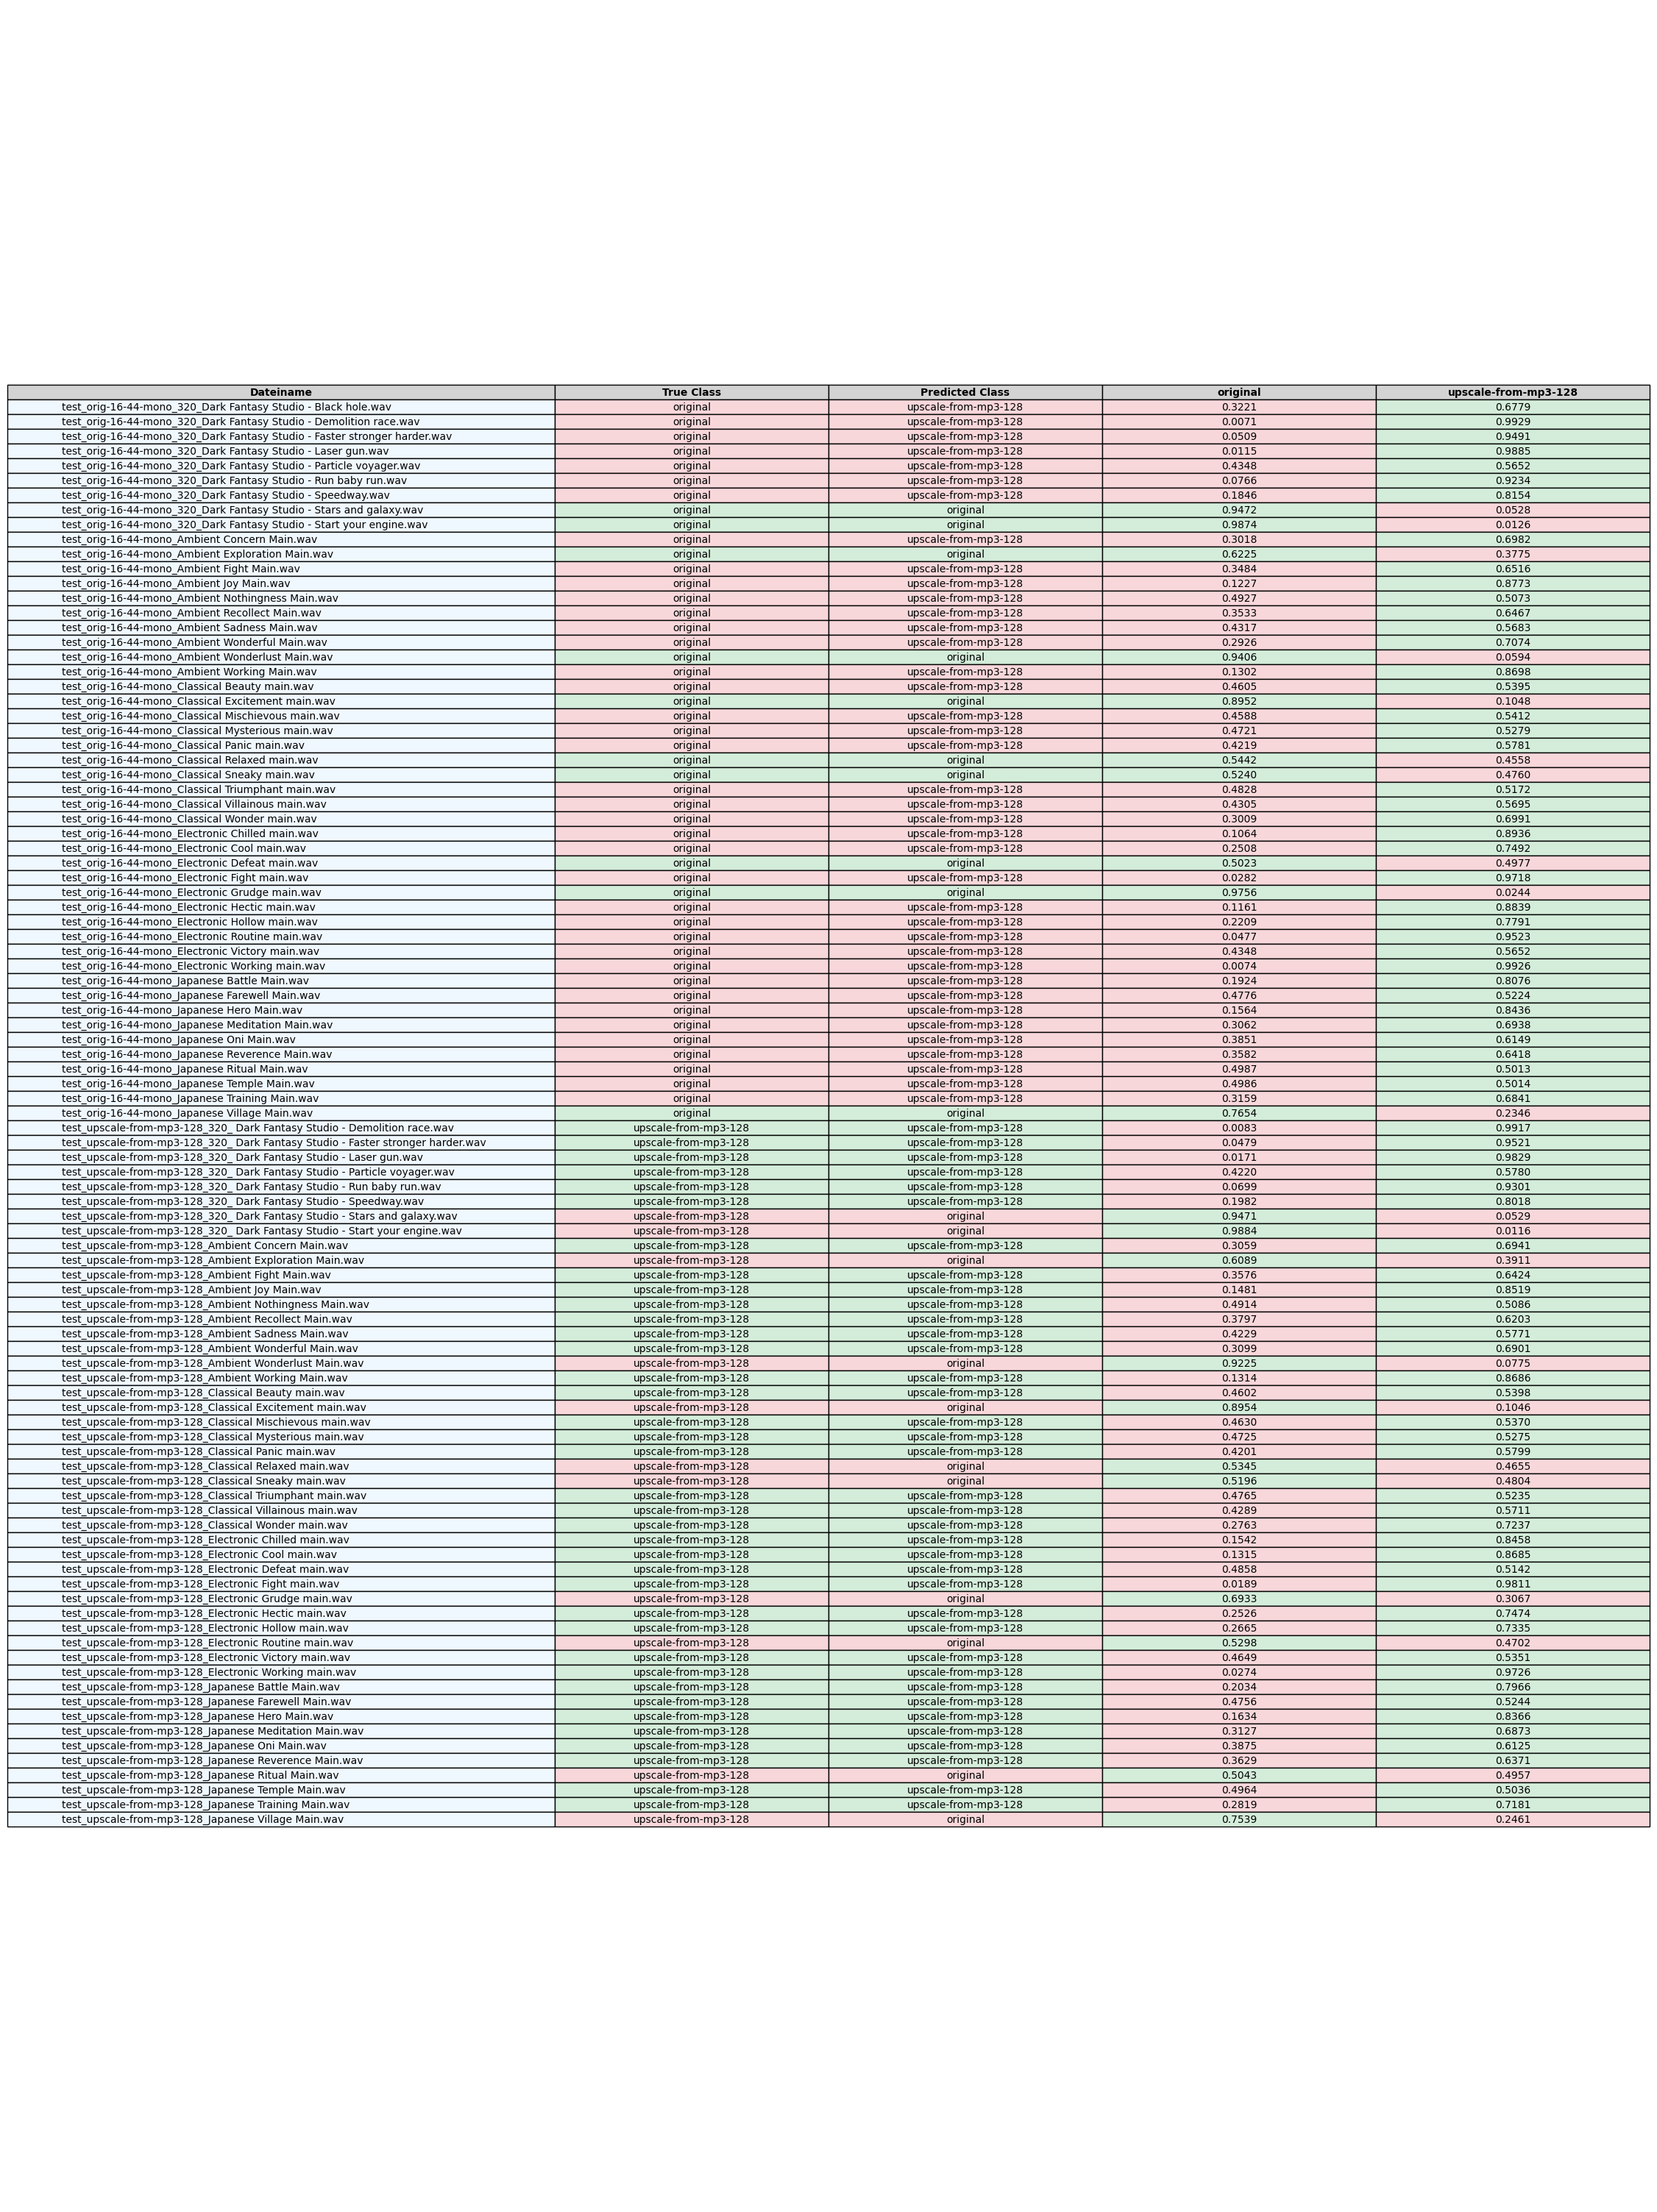 Dateiname True Class Predicted Class original upscale-from-mp3-128
test_orig-16-44-mono_320_Dark Fantasy Studio - Black hole.wav original upscale-from-mp3-128 0.3221 0.6779
test_orig-16-44-mono_320_Dark Fantasy Studio - Demolition race.wav original upscale-from-mp3-128 0.0071 0.9929
test_orig-16-44-mono_320_Dark Fantasy Studio - Faster stronger harder.wav original upscale-from-mp3-128 0.0509 0.9491
test_orig-16-44-mono_320_Dark Fantasy Studio - Laser gun.wav original upscale-from-mp3-128 0.0115 0.9885
test_orig-16-44-mono_320_Dark Fantasy Studio - Particle voyager.wav original upscale-from-mp3-128 0.4348 0.5652
test_orig-16-44-mono_320_Dark Fantasy Studio - Run baby run.wav original upscale-from-mp3-128 0.0766 0.9234
test_orig-16-44-mono_320_Dark Fantasy Studio - Speedway.wav original upscale-from-mp3-128 0.1846 0.8154
test_orig-16-44-mono_320_Dark Fantasy Studio - Stars and galaxy.wav original original 0.9472 0.0528
test_orig-16-44-mono_320_Dark Fantasy Studio - Start your engine.wav original original 0.9874 0.0126
test_orig-16-44-mono_Ambient Concern Main.wav original upscale-from-mp3-128 0.3018 0.6982
test_orig-16-44-mono_Ambient Exploration Main.wav original original 0.6225 0.3775
test_orig-16-44-mono_Ambient Fight Main.wav original upscale-from-mp3-128 0.3484 0.6516
test_orig-16-44-mono_Ambient Joy Main.wav original upscale-from-mp3-128 0.1227 0.8773
test_orig-16-44-mono_Ambient Nothingness Main.wav original upscale-from-mp3-128 0.4927 0.5073
test_orig-16-44-mono_Ambient Recollect Main.wav original upscale-from-mp3-128 0.3533 0.6467
test_orig-16-44-mono_Ambient Sadness Main.wav original upscale-from-mp3-128 0.4317 0.5683
test_orig-16-44-mono_Ambient Wonderful Main.wav original upscale-from-mp3-128 0.2926 0.7074
test_orig-16-44-mono_Ambient Wonderlust Main.wav original original 0.9406 0.0594
test_orig-16-44-mono_Ambient Working Main.wav original upscale-from-mp3-128 0.1302 0.8698
test_orig-16-44-mono_Classical Beauty main.wav original upscale-from-mp3-128 0.4605 0.5395
test_orig-16-44-mono_Classical Excitement main.wav original original 0.8952 0.1048
test_orig-16-44-mono_Classical Mischievous main.wav original upscale-from-mp3-128 0.4588 0.5412
test_orig-16-44-mono_Classical Mysterious main.wav original upscale-from-mp3-128 0.4721 0.5279
test_orig-16-44-mono_Classical Panic main.wav original upscale-from-mp3-128 0.4219 0.5781
test_orig-16-44-mono_Classical Relaxed main.wav original original 0.5442 0.4558
test_orig-16-44-mono_Classical Sneaky main.wav original original 0.5240 0.4760
test_orig-16-44-mono_Classical Triumphant main.wav original upscale-from-mp3-128 0.4828 0.5172
test_orig-16-44-mono_Classical Villainous main.wav original upscale-from-mp3-128 0.4305 0.5695
test_orig-16-44-mono_Classical Wonder main.wav original upscale-from-mp3-128 0.3009 0.6991
test_orig-16-44-mono_Electronic Chilled main.wav original upscale-from-mp3-128 0.1064 0.8936
test_orig-16-44-mono_Electronic Cool main.wav original upscale-from-mp3-128 0.2508 0.7492
test_orig-16-44-mono_Electronic Defeat main.wav original original 0.5023 0.4977
test_orig-16-44-mono_Electronic Fight main.wav original upscale-from-mp3-128 0.0282 0.9718
test_orig-16-44-mono_Electronic Grudge main.wav original original 0.9756 0.0244
test_orig-16-44-mono_Electronic Hectic main.wav original upscale-from-mp3-128 0.1161 0.8839
test_orig-16-44-mono_Electronic Hollow main.wav original upscale-from-mp3-128 0.2209 0.7791
test_orig-16-44-mono_Electronic Routine main.wav original upscale-from-mp3-128 0.0477 0.9523
test_orig-16-44-mono_Electronic Victory main.wav original upscale-from-mp3-128 0.4348 0.5652
test_orig-16-44-mono_Electronic Working main.wav original upscale-from-mp3-128 0.0074 0.9926
test_orig-16-44-mono_Japanese Battle Main.wav original upscale-from-mp3-128 0.1924 0.8076
test_orig-16-44-mono_Japanese Farewell Main.wav original upscale-from-mp3-128 0.4776 0.5224
test_orig-16-44-mono_Japanese Hero Main.wav original upscale-from-mp3-128 0.1564 0.8436
test_orig-16-44-mono_Japanese Meditation Main.wav original upscale-from-mp3-128 0.3062 0.6938
test_orig-16-44-mono_Japanese Oni Main.wav original upscale-from-mp3-128 0.3851 0.6149
test_orig-16-44-mono_Japanese Reverence Main.wav original upscale-from-mp3-128 0.3582 0.6418
test_orig-16-44-mono_Japanese Ritual Main.wav original upscale-from-mp3-128 0.4987 0.5013
test_orig-16-44-mono_Japanese Temple Main.wav original upscale-from-mp3-128 0.4986 0.5014
test_orig-16-44-mono_Japanese Training Main.wav original upscale-from-mp3-128 0.3159 0.6841
test_orig-16-44-mono_Japanese Village Main.wav original original 0.7654 0.2346
test_upscale-from-mp3-128_320_ Dark Fantasy Studio - Demolition race.wav upscale-from-mp3-128 upscale-from-mp3-128 0.0083 0.9917
test_upscale-from-mp3-128_320_ Dark Fantasy Studio - Faster stronger harder.wav upscale-from-mp3-128 upscale-from-mp3-128 0.0479 0.9521
test_upscale-from-mp3-128_320_ Dark Fantasy Studio - Laser gun.wav upscale-from-mp3-128 upscale-from-mp3-128 0.0171 0.9829
test_upscale-from-mp3-128_320_ Dark Fantasy Studio - Particle voyager.wav upscale-from-mp3-128 upscale-from-mp3-128 0.4220 0.5780
test_upscale-from-mp3-128_320_ Dark Fantasy Studio - Run baby run.wav upscale-from-mp3-128 upscale-from-mp3-128 0.0699 0.9301
test_upscale-from-mp3-128_320_ Dark Fantasy Studio - Speedway.wav upscale-from-mp3-128 upscale-from-mp3-128 0.1982 0.8018
test_upscale-from-mp3-128_320_ Dark Fantasy Studio - Stars and galaxy.wav upscale-from-mp3-128 original 0.9471 0.0529
test_upscale-from-mp3-128_320_ Dark Fantasy Studio - Start your engine.wav upscale-from-mp3-128 original 0.9884 0.0116
test_upscale-from-mp3-128_Ambient Concern Main.wav upscale-from-mp3-128 upscale-from-mp3-128 0.3059 0.6941
test_upscale-from-mp3-128_Ambient Exploration Main.wav upscale-from-mp3-128 original 0.6089 0.3911
test_upscale-from-mp3-128_Ambient Fight Main.wav upscale-from-mp3-128 upscale-from-mp3-128 0.3576 0.6424
test_upscale-from-mp3-128_Ambient Joy Main.wav upscale-from-mp3-128 upscale-from-mp3-128 0.1481 0.8519
test_upscale-from-mp3-128_Ambient Nothingness Main.wav upscale-from-mp3-128 upscale-from-mp3-128 0.4914 0.5086
test_upscale-from-mp3-128_Ambient Recollect Main.wav upscale-from-mp3-128 upscale-from-mp3-128 0.3797 0.6203
test_upscale-from-mp3-128_Ambient Sadness Main.wav upscale-from-mp3-128 upscale-from-mp3-128 0.4229 0.5771
test_upscale-from-mp3-128_Ambient Wonderful Main.wav upscale-from-mp3-128 upscale-from-mp3-128 0.3099 0.6901
test_upscale-from-mp3-128_Ambient Wonderlust Main.wav upscale-from-mp3-128 original 0.9225 0.0775
test_upscale-from-mp3-128_Ambient Working Main.wav upscale-from-mp3-128 upscale-from-mp3-128 0.1314 0.8686
test_upscale-from-mp3-128_Classical Beauty main.wav upscale-from-mp3-128 upscale-from-mp3-128 0.4602 0.5398
test_upscale-from-mp3-128_Classical Excitement main.wav upscale-from-mp3-128 original 0.8954 0.1046
test_upscale-from-mp3-128_Classical Mischievous main.wav upscale-from-mp3-128 upscale-from-mp3-128 0.4630 0.5370
test_upscale-from-mp3-128_Classical Mysterious main.wav upscale-from-mp3-128 upscale-from-mp3-128 0.4725 0.5275
test_upscale-from-mp3-128_Classical Panic main.wav upscale-from-mp3-128 upscale-from-mp3-128 0.4201 0.5799
test_upscale-from-mp3-128_Classical Relaxed main.wav upscale-from-mp3-128 original 0.5345 0.4655
test_upscale-from-mp3-128_Classical Sneaky main.wav upscale-from-mp3-128 original 0.5196 0.4804
test_upscale-from-mp3-128_Classical Triumphant main.wav upscale-from-mp3-128 upscale-from-mp3-128 0.4765 0.5235
test_upscale-from-mp3-128_Classical Villainous main.wav upscale-from-mp3-128 upscale-from-mp3-128 0.4289 0.5711
test_upscale-from-mp3-128_Classical Wonder main.wav upscale-from-mp3-128 upscale-from-mp3-128 0.2763 0.7237
test_upscale-from-mp3-128_Electronic Chilled main.wav upscale-from-mp3-128 upscale-from-mp3-128 0.1542 0.8458
test_upscale-from-mp3-128_Electronic Cool main.wav upscale-from-mp3-128 upscale-from-mp3-128 0.1315 0.8685
test_upscale-from-mp3-128_Electronic Defeat main.wav upscale-from-mp3-128 upscale-from-mp3-128 0.4858 0.5142
test_upscale-from-mp3-128_Electronic Fight main.wav upscale-from-mp3-128 upscale-from-mp3-128 0.0189 0.9811
test_upscale-from-mp3-128_Electronic Grudge main.wav upscale-from-mp3-128 original 0.6933 0.3067
test_upscale-from-mp3-128_Electronic Hectic main.wav upscale-from-mp3-128 upscale-from-mp3-128 0.2526 0.7474
test_upscale-from-mp3-128_Electronic Hollow main.wav upscale-from-mp3-128 upscale-from-mp3-128 0.2665 0.7335
test_upscale-from-mp3-128_Electronic Routine main.wav upscale-from-mp3-128 original 0.5298 0.4702
test_upscale-from-mp3-128_Electronic Victory main.wav upscale-from-mp3-128 upscale-from-mp3-128 0.4649 0.5351
test_upscale-from-mp3-128_Electronic Working main.wav upscale-from-mp3-128 upscale-from-mp3-128 0.0274 0.9726
test_upscale-from-mp3-128_Japanese Battle Main.wav upscale-from-mp3-128 upscale-from-mp3-128 0.2034 0.7966
test_upscale-from-mp3-128_Japanese Farewell Main.wav upscale-from-mp3-128 upscale-from-mp3-128 0.4756 0.5244
test_upscale-from-mp3-128_Japanese Hero Main.wav upscale-from-mp3-128 upscale-from-mp3-128 0.1634 0.8366
test_upscale-from-mp3-128_Japanese Meditation Main.wav upscale-from-mp3-128 upscale-from-mp3-128 0.3127 0.6873
test_upscale-from-mp3-128_Japanese Oni Main.wav upscale-from-mp3-128 upscale-from-mp3-128 0.3875 0.6125
test_upscale-from-mp3-128_Japanese Reverence Main.wav upscale-from-mp3-128 upscale-from-mp3-128 0.3629 0.6371
test_upscale-from-mp3-128_Japanese Ritual Main.wav upscale-from-mp3-128 original 0.5043 0.4957
test_upscale-from-mp3-128_Japanese Temple Main.wav upscale-from-mp3-128 upscale-from-mp3-128 0.4964 0.5036
test_upscale-from-mp3-128_Japanese Training Main.wav upscale-from-mp3-128 upscale-from-mp3-128 0.2819 0.7181
test_upscale-from-mp3-128_Japanese Village Main.wav upscale-from-mp3-128 original 0.7539 0.2461